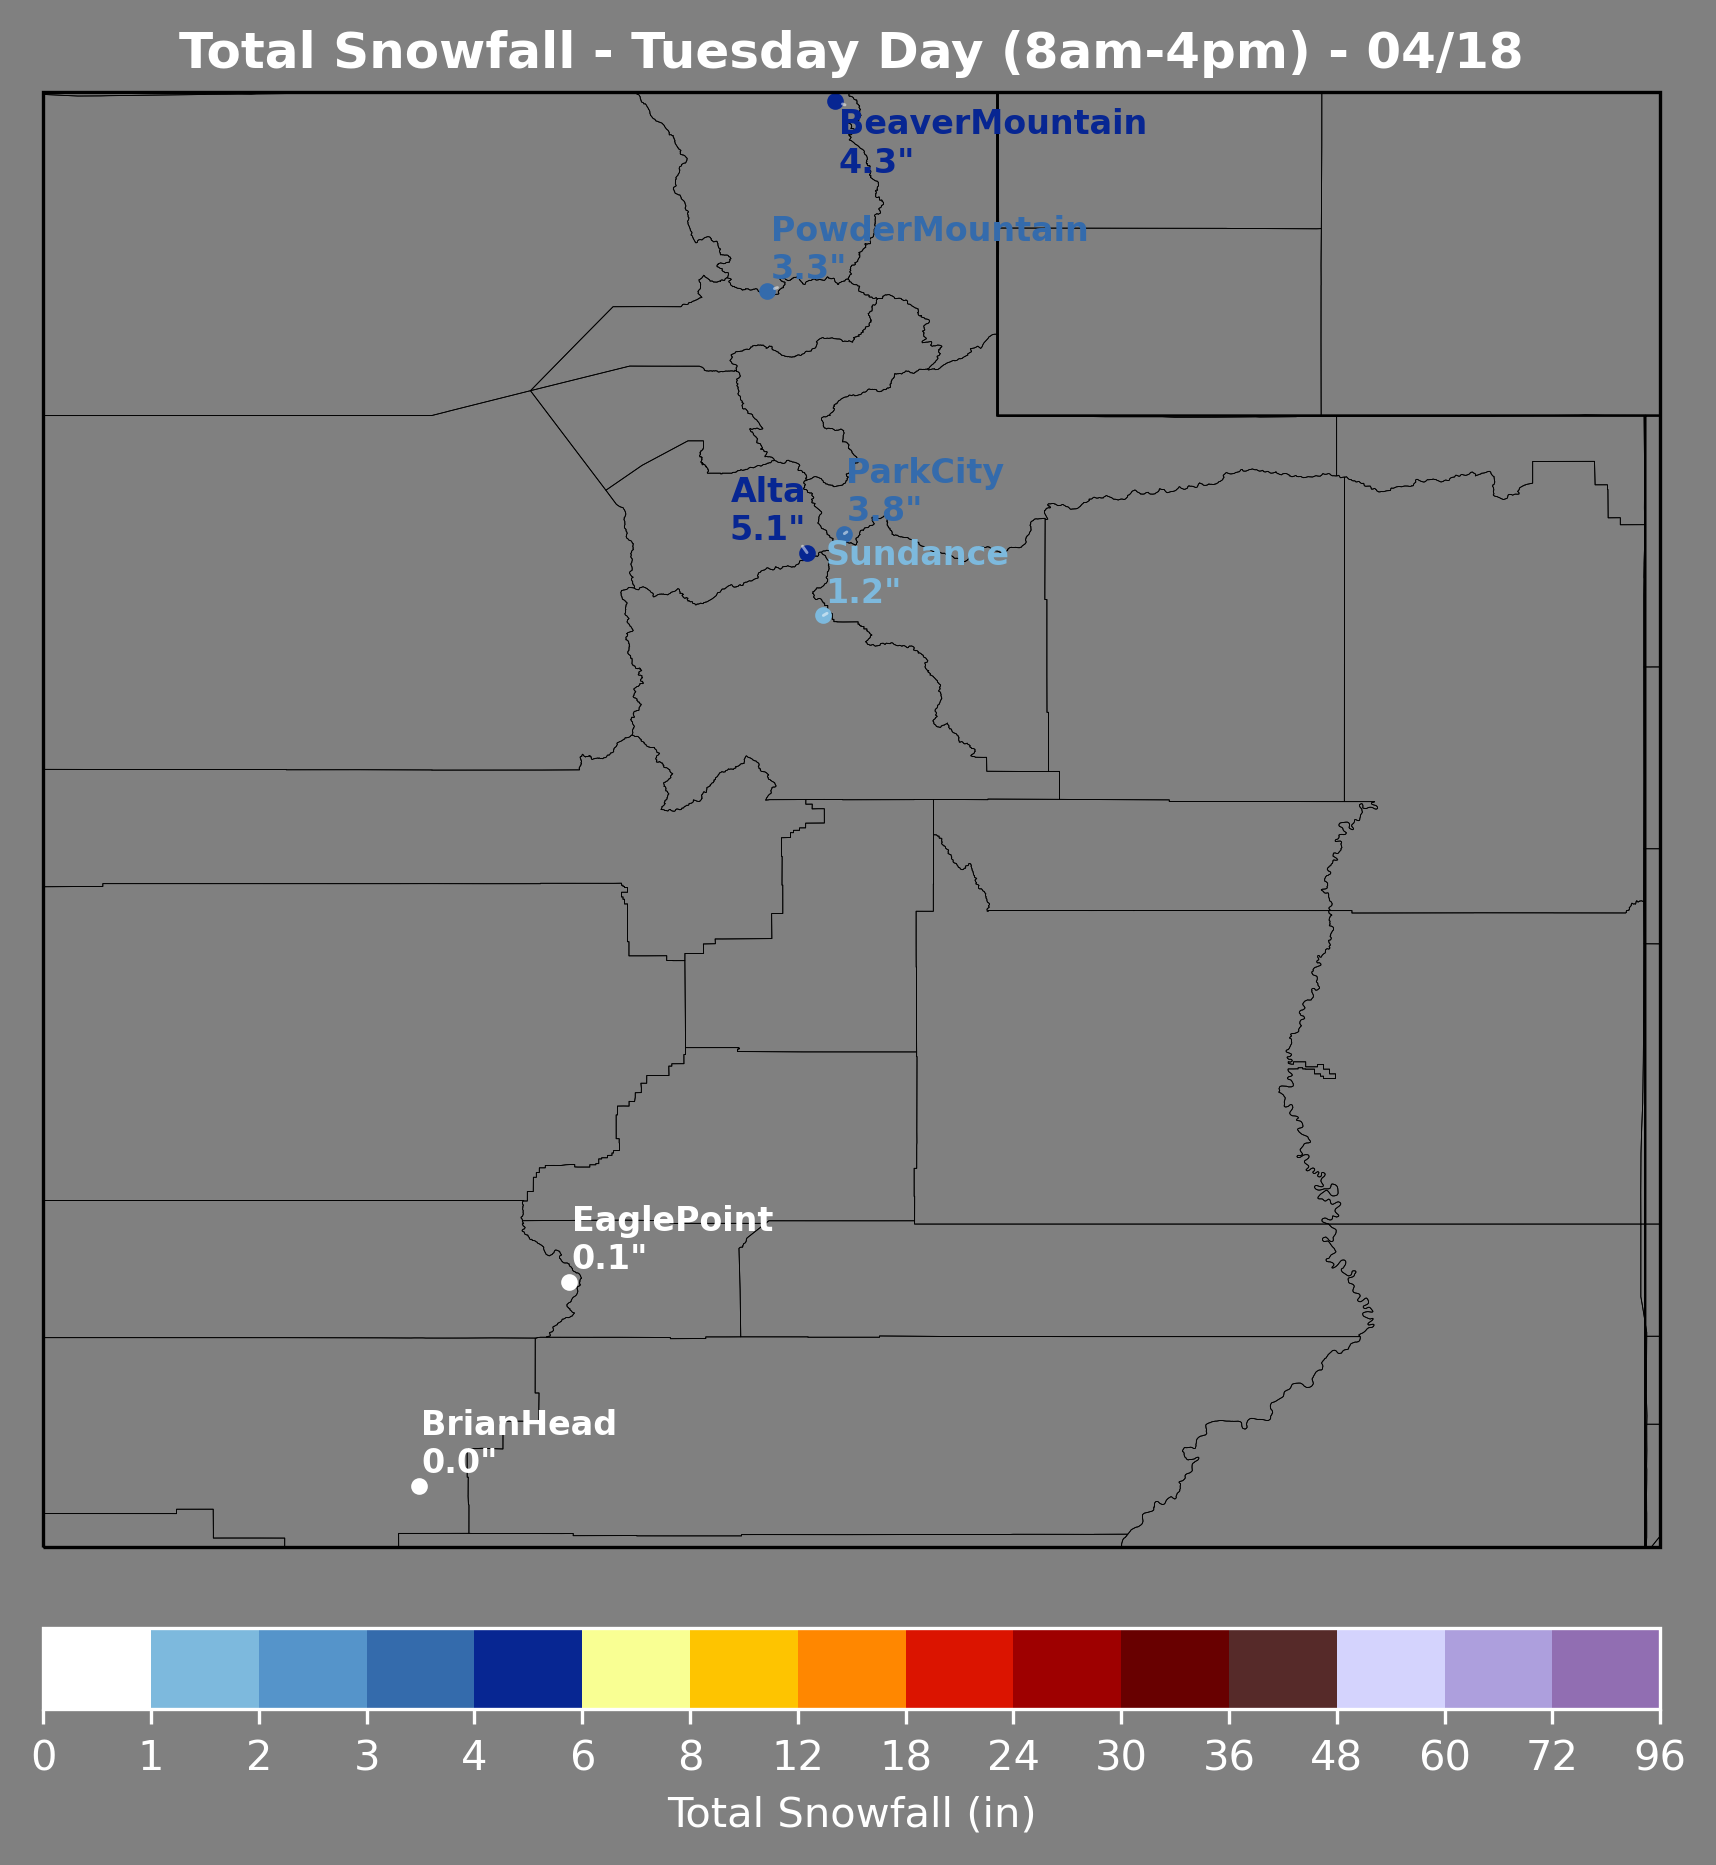 Total Snowfall - Tuesday Day (8am-4pm) - 04/18
BeaverMountain
4.3"
PowderMountain
3.3"
ParkCity
3.8"
Alta
5.1"
Sundance
1.2"
EaglePoint
0.1"
BrianHead
0.0"
0 1 2 3 4 6 8 12 18 24 30 36 48 60 72 96
Total Snowfall (in)